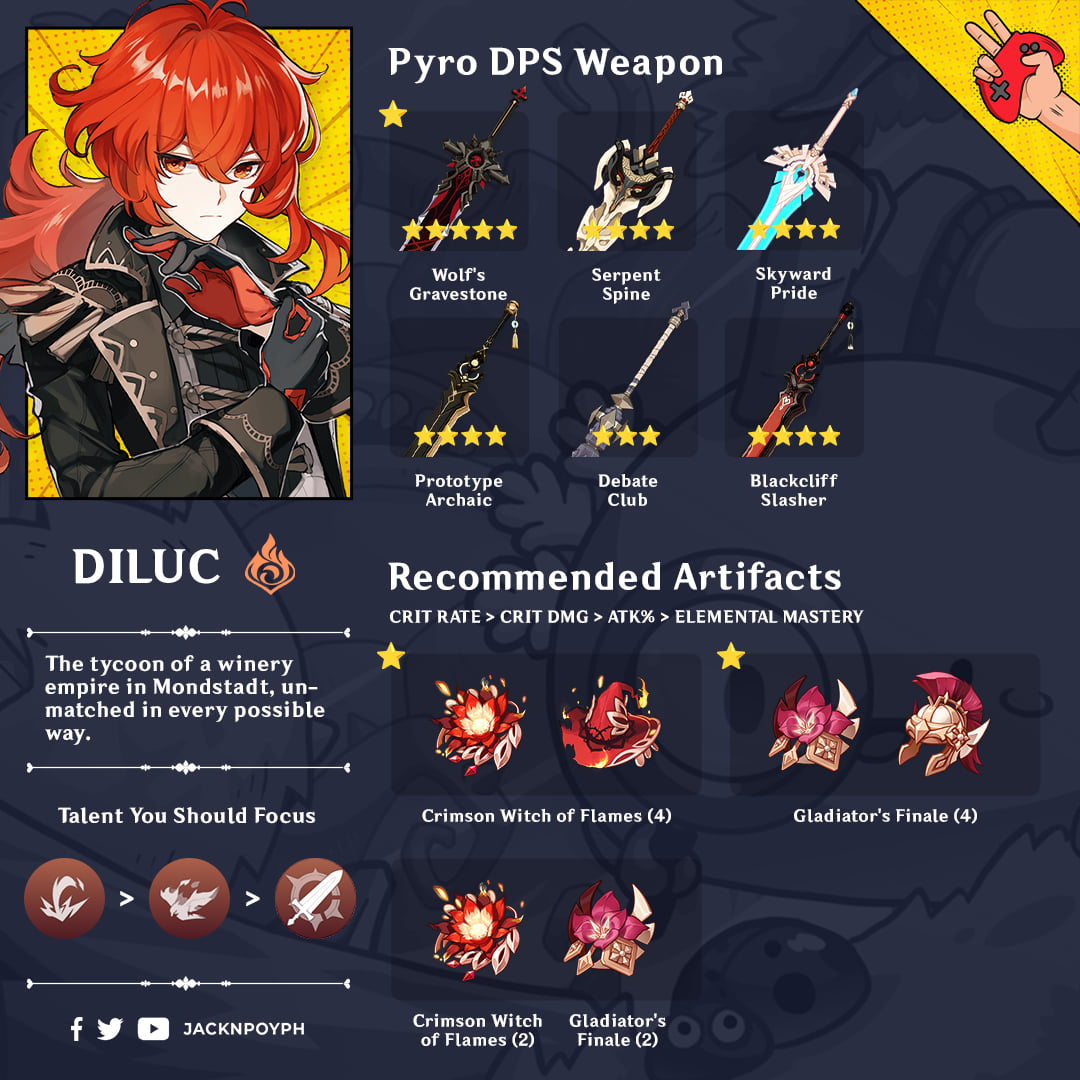 Pyro DPS Weapon
Wolf's
Gravestone
Serpent
Spine
Skyward
Pride
Prototype
Archaic
Debate
Club
Blackcliff
Slasher
DILUC
The tycoon of a winery
empire in Mondstadt, un-
matched in every possible
way.
Talent You Should Focus
>
>
JACKNPOYPH
Recommended Artifacts
CRIT RATE > CRIT DMG > ATK% > ELEMENTAL MASTERY
Crimson Witch of Flames (4)
Gladiator's Finale (4)
Crimson Witch
of Flames (2)
Gladiator's
Finale (2)